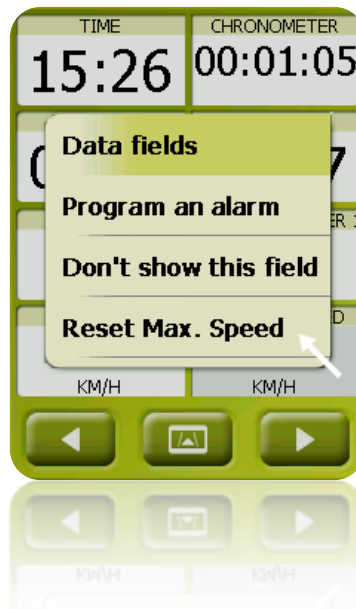 TIME CHRONOMETER
15:26 00:01:05
Data fields
Program an alarm
Don't show this field
Reset Max. Speed
KM/H KM/H